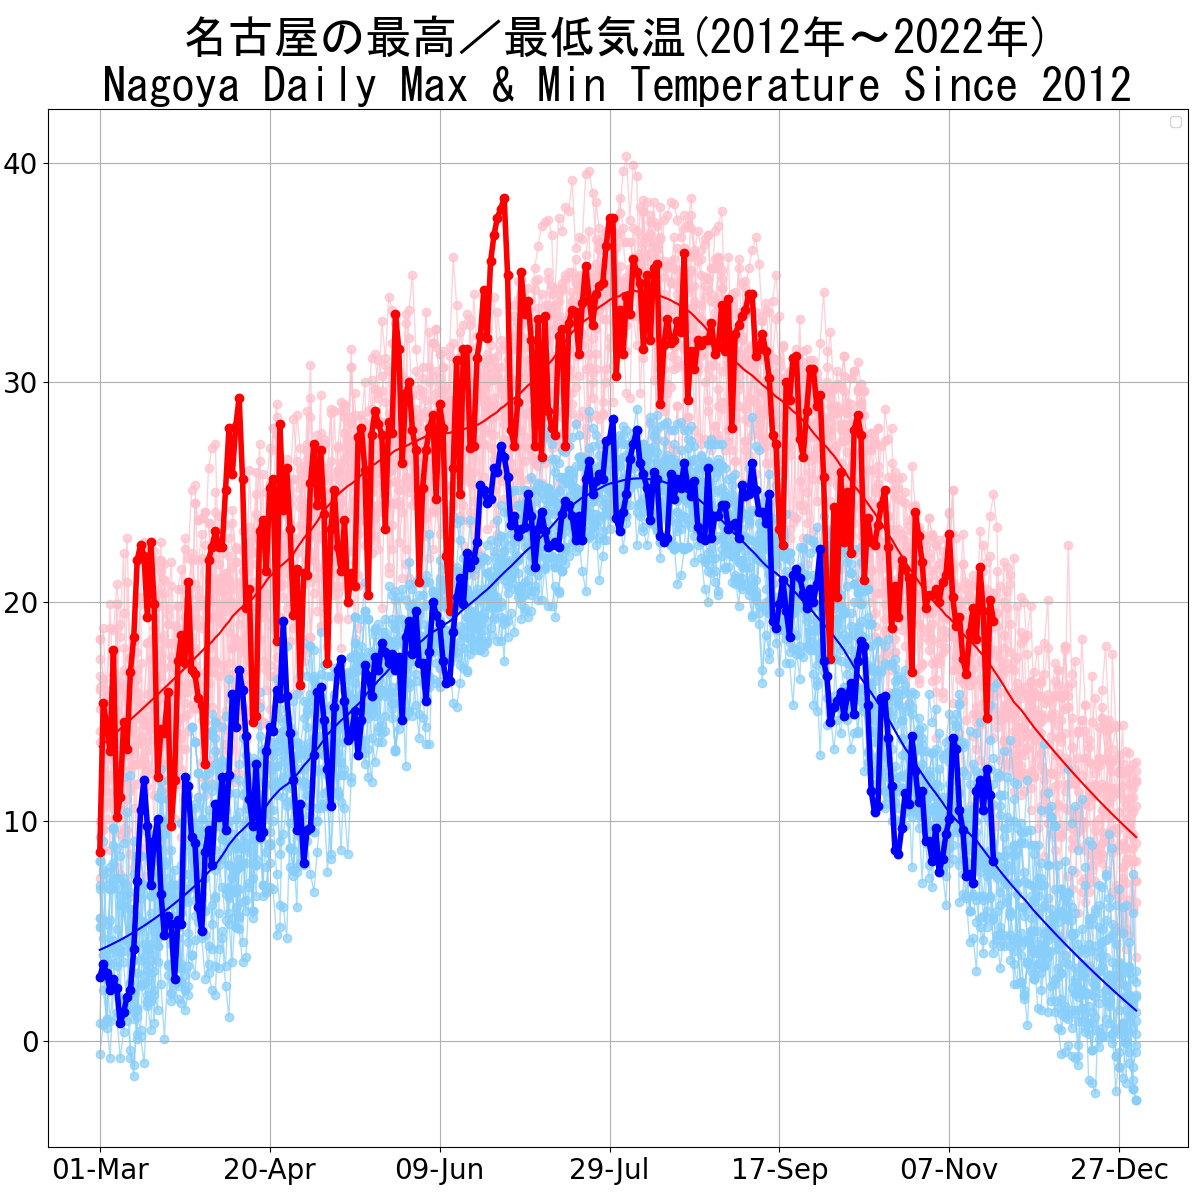 名古屋の最高／最低気温(2012年～2022年)
Nagoya Daily Max & Min Temperature Since 2012
40
30
20
10
0
01-Mar 20-Apr 09-Jun 29-Jul 17-Sep 07-Nov 27-Dec